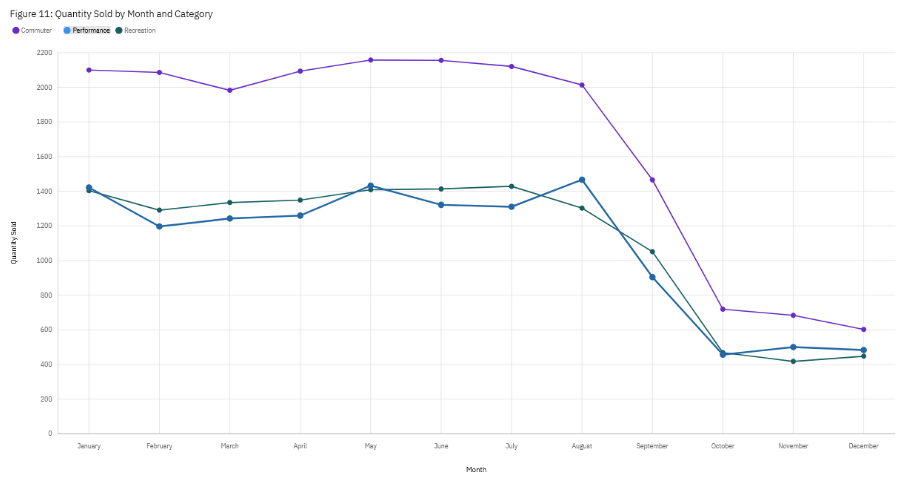 Figure 11: Quantity Sold by Month and Category
Commuter Performance Recreation
2200
2000
1800
1600
1400
1200
1000
800
600
400
200
0
Quantity Sold
January February March April May June July August September October November December
Month